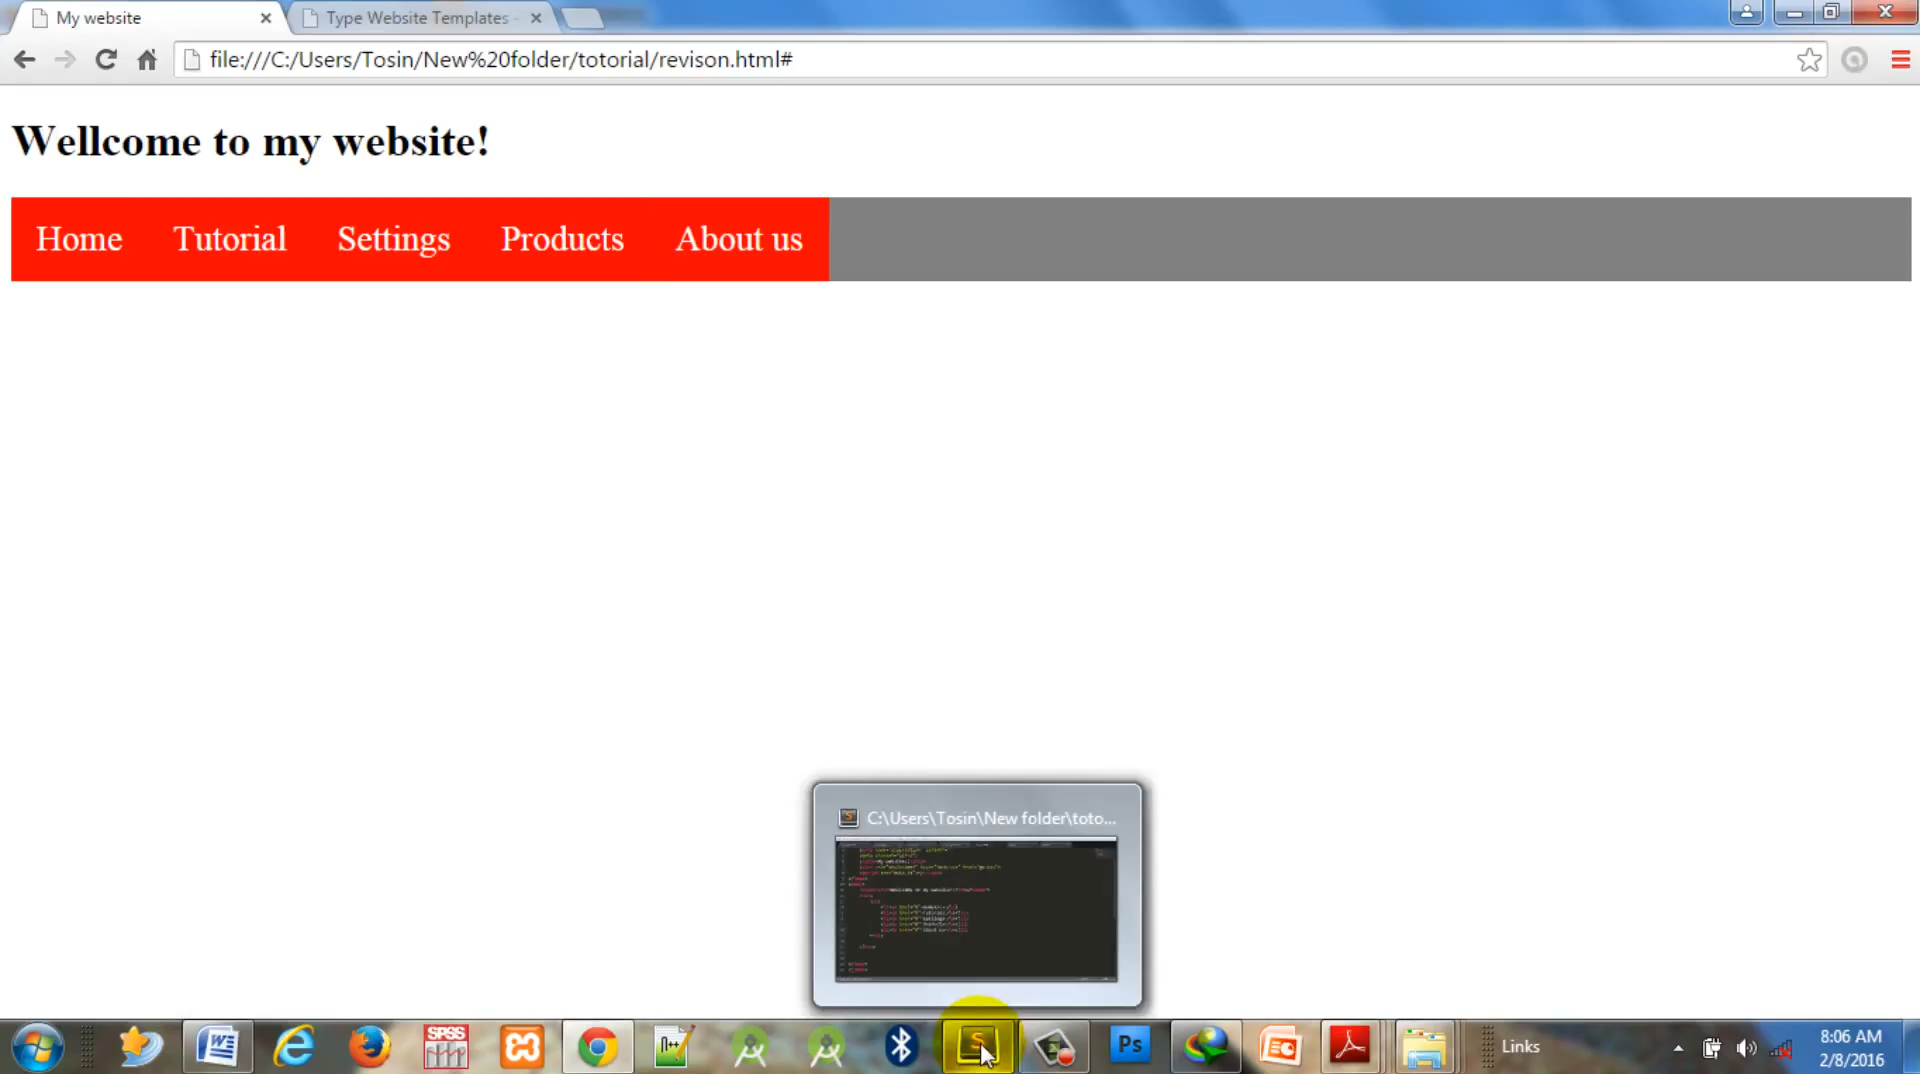 My website
Type Website Templates -
file:///C:/Users/Tosin/New%20folder/totorial/revison.html#
Wellcome to my website!
Home Tutorial Settings Products About us
C:\Users\Tosin\New folder\toto...
SPSS
N++
S
Ps
Links
8:06 AM
2/8/2016